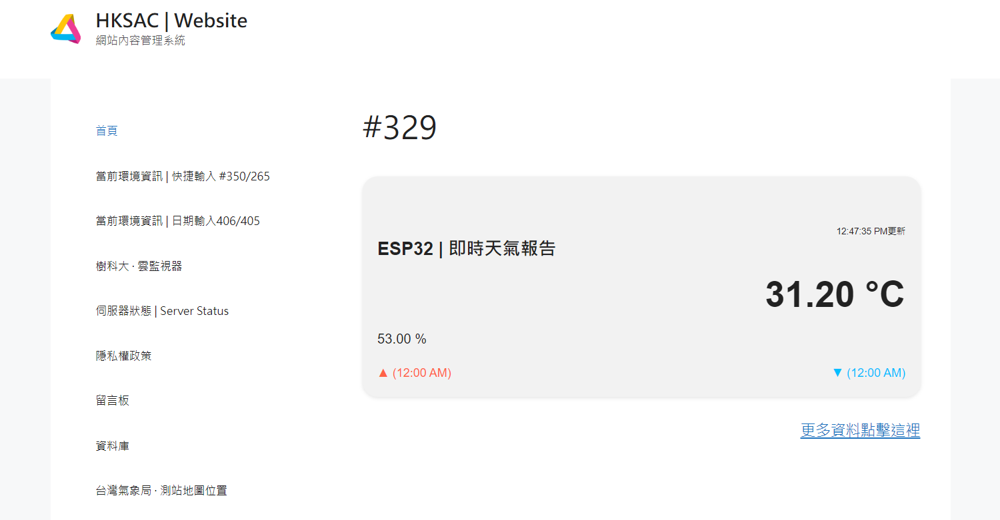 HKSAC | Website
網站內容管理系統
首頁
當前環境資訊 | 快捷輸入 #350/265
當前環境資訊 | 日期輸入406/405
樹科大 · 雲監視器
伺服器狀態 | Server Status
隱私權政策
留言板
資料庫
台灣氣象局 · 測站地圖位置
#329
12:47:35 PM更新
ESP32 | 即時天氣報告
31.20 °C
53.00 %
▲ (12:00 AM)
▼ (12:00 AM)
更多資料點擊這裡